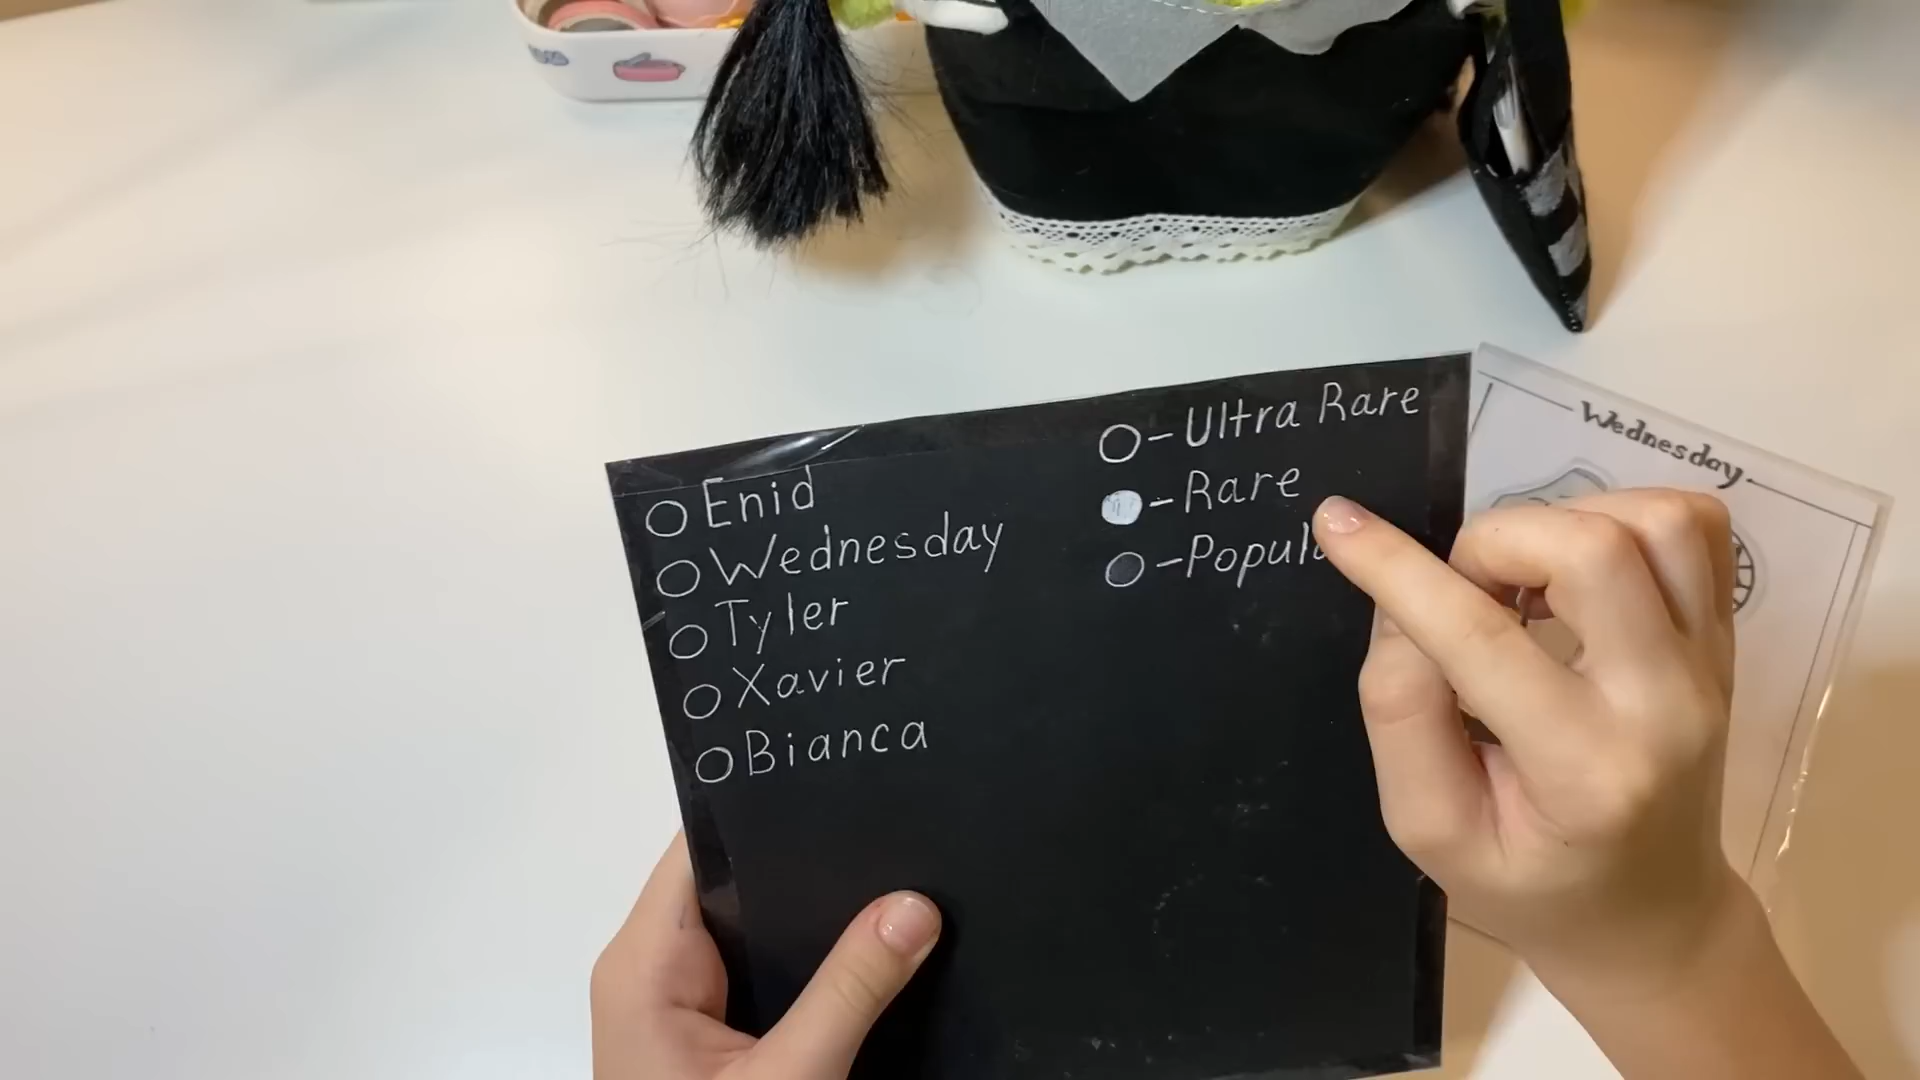 Enid
Wednesday
Tyler
Xavier
Bianca
-Ultra Rare
-Rare
Wednesday